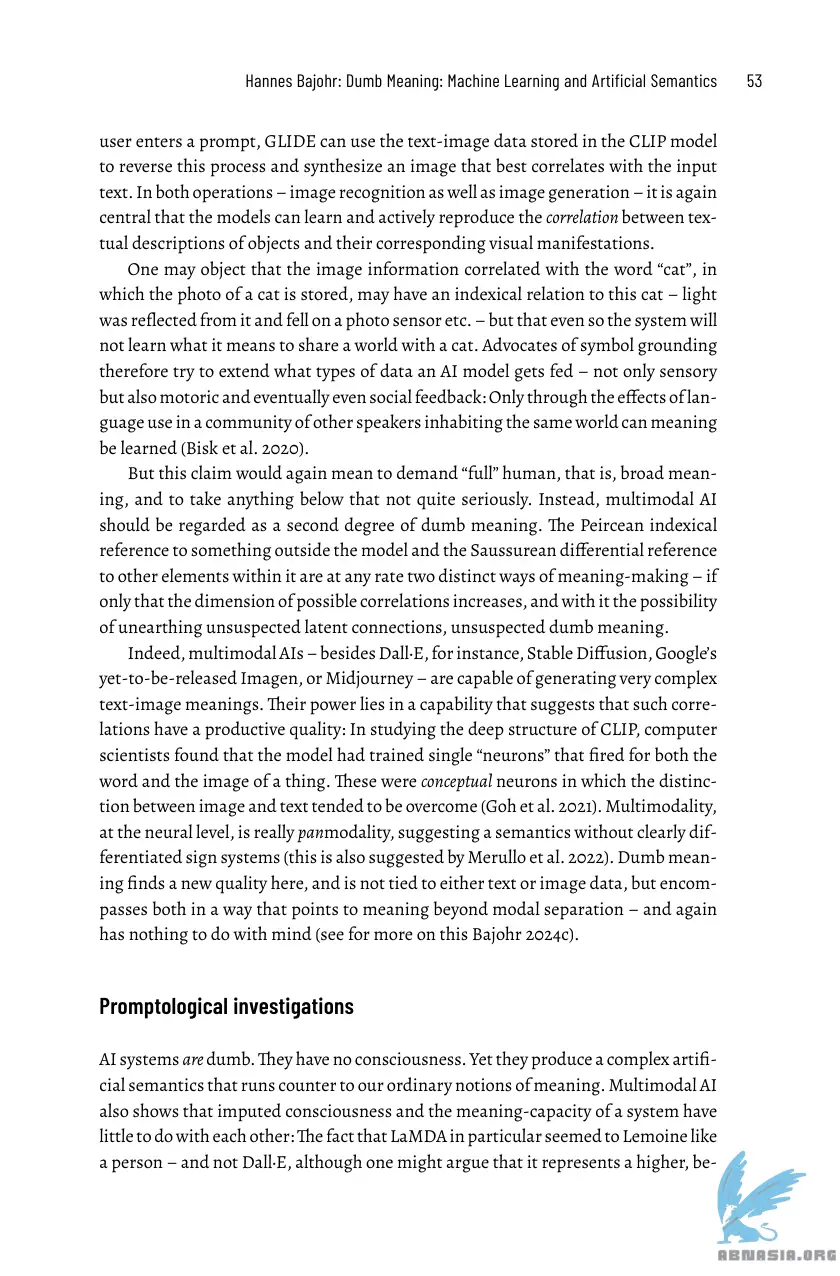 Hannes Bajohr: Dumb Meaning: Machine Learning and Artificial Semantics 53
user enters a prompt, GLIDE can use the text-image data stored in the CLIP model
to reverse this process and synthesize an image that best correlates with the input
text. In both operations – image recognition as well as image generation – it is again
central that the models can learn and actively reproduce the correlation between tex-
tual descriptions of objects and their corresponding visual manifestations.
One may object that the image information correlated with the word “cat”, in
which the photo of a cat is stored, may have an indexical relation to this cat – light
was reflected from it and fell on a photo sensor etc. – but that even so the system will
not learn what it means to share a world with a cat. Advocates of symbol grounding
therefore try to extend what types of data an AI model gets fed – not only sensory
but also motoric and eventually even social feedback: Only through the effects of lan-
guage use in a community of other speakers inhabiting the same world can meaning
be learned (Bisk et al. 2020).
But this claim would again mean to demand “full” human, that is, broad mean-
ing, and to take anything below that not quite seriously. Instead, multimodal AI
should be regarded as a second degree of dumb meaning. The Peircean indexical
reference to something outside the model and the Saussurean differential reference
to other elements within it are at any rate two distinct ways of meaning-making – if
only that the dimension of possible correlations increases, and with it the possibility
of unearthing unsuspected latent connections, unsuspected dumb meaning.
Indeed, multimodal AIs – besides Dall·E, for instance, Stable Diffusion, Google’s
yet-to-be-released Imagen, or Midjourney – are capable of generating very complex
text-image meanings. Their power lies in a capability that suggests that such corre-
lations have a productive quality: In studying the deep structure of CLIP, computer
scientists found that the model had trained single “neurons” that fired for both the
word and the image of a thing. These were conceptual neurons in which the distinc-
tion between image and text tended to be overcome (Goh et al. 2021). Multimodality,
at the neural level, is really panmodality, suggesting a semantics without clearly dif-
ferentiated sign systems (this is also suggested by Merullo et al. 2022). Dumb mean-
ing finds a new quality here, and is not tied to either text or image data, but encom-
passes both in a way that points to meaning beyond modal separation – and again
has nothing to do with mind (see for more on this Bajohr 2024c).
Promptological investigations
AI systems are dumb. They have no consciousness. Yet they produce a complex artifi-
cial semantics that runs counter to our ordinary notions of meaning. Multimodal AI
also shows that imputed consciousness and the meaning-capacity of a system have
little to do with each other: The fact that LaMDA in particular seemed to Lemoine like
a person – and not Dall·E, although one might argue that it represents a higher, be-
ABNASIA.ORG